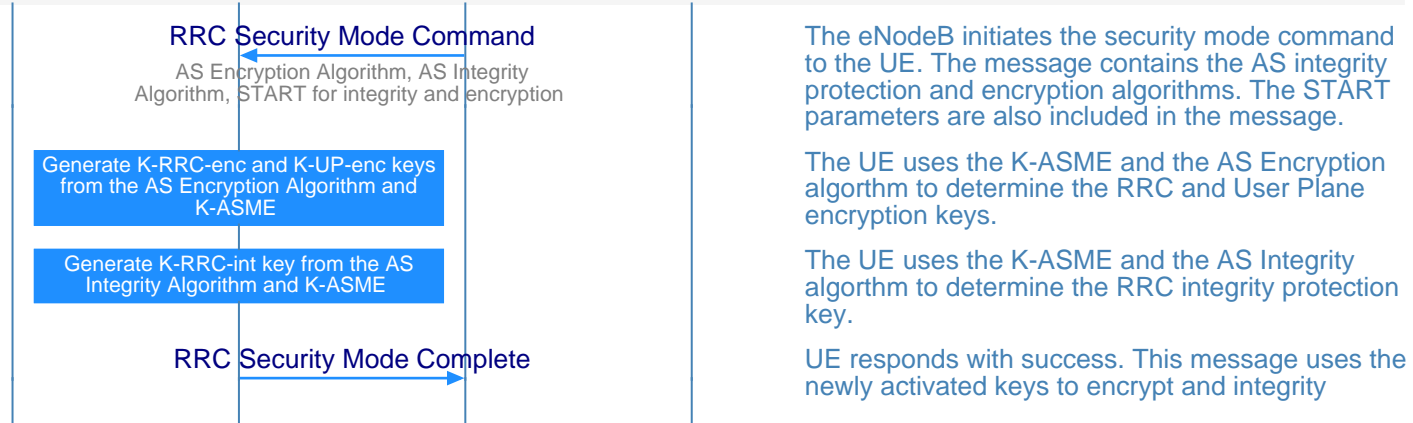 RRC Security Mode Command
AS Encryption Algorithm, AS Integrity
Algorithm, START for integrity and encryption
The eNodeB initiates the security mode command
to the UE. The message contains the AS integrity
protection and encryption algorithms. The START
parameters are also included in the message.
Generate K-RRC-enc and K-UP-enc keys
from the AS Encryption Algorithm and
K-ASME
The UE uses the K-ASME and the AS Encryption
algorthm to determine the RRC and User Plane
encryption keys.
Generate K-RRC-int key from the AS
Integrity Algorithm and K-ASME
The UE uses the K-ASME and the AS Integrity
algorthm to determine the RRC integrity protection
key.
RRC Security Mode Complete
UE responds with success. This message uses the
newly activated keys to encrypt and integrity